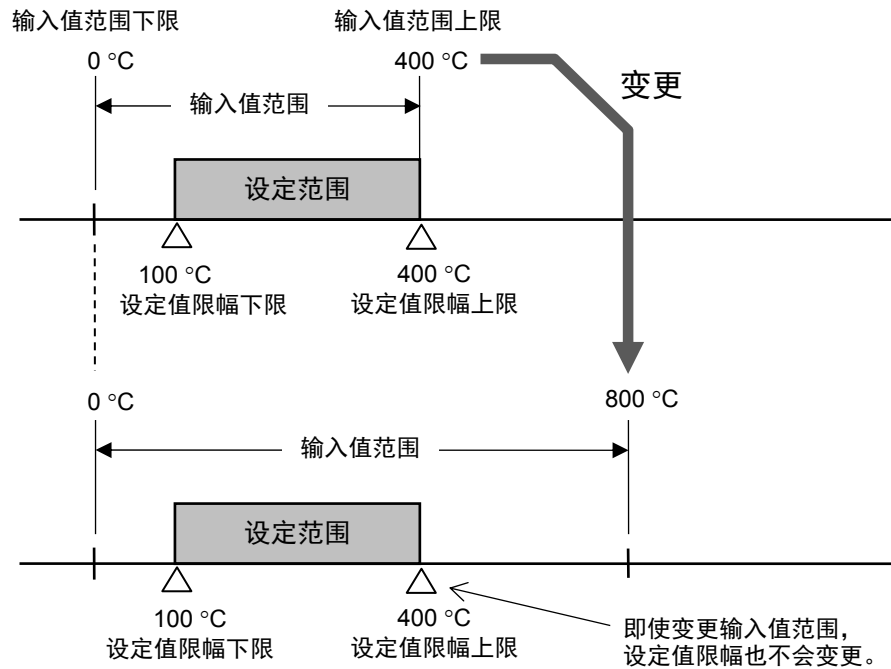 输入值范围下限
输入值范围上限
0 °C
400 °C
变更
输入值范围
设定范围
100 °C
400 °C
设定值限幅下限
设定值限幅上限
0 °C
800 °C
输入值范围
设定范围
100 °C
400 °C
设定值限幅下限
设定值限幅上限
即使变更输入值范围，
设定值限幅也不会变更。